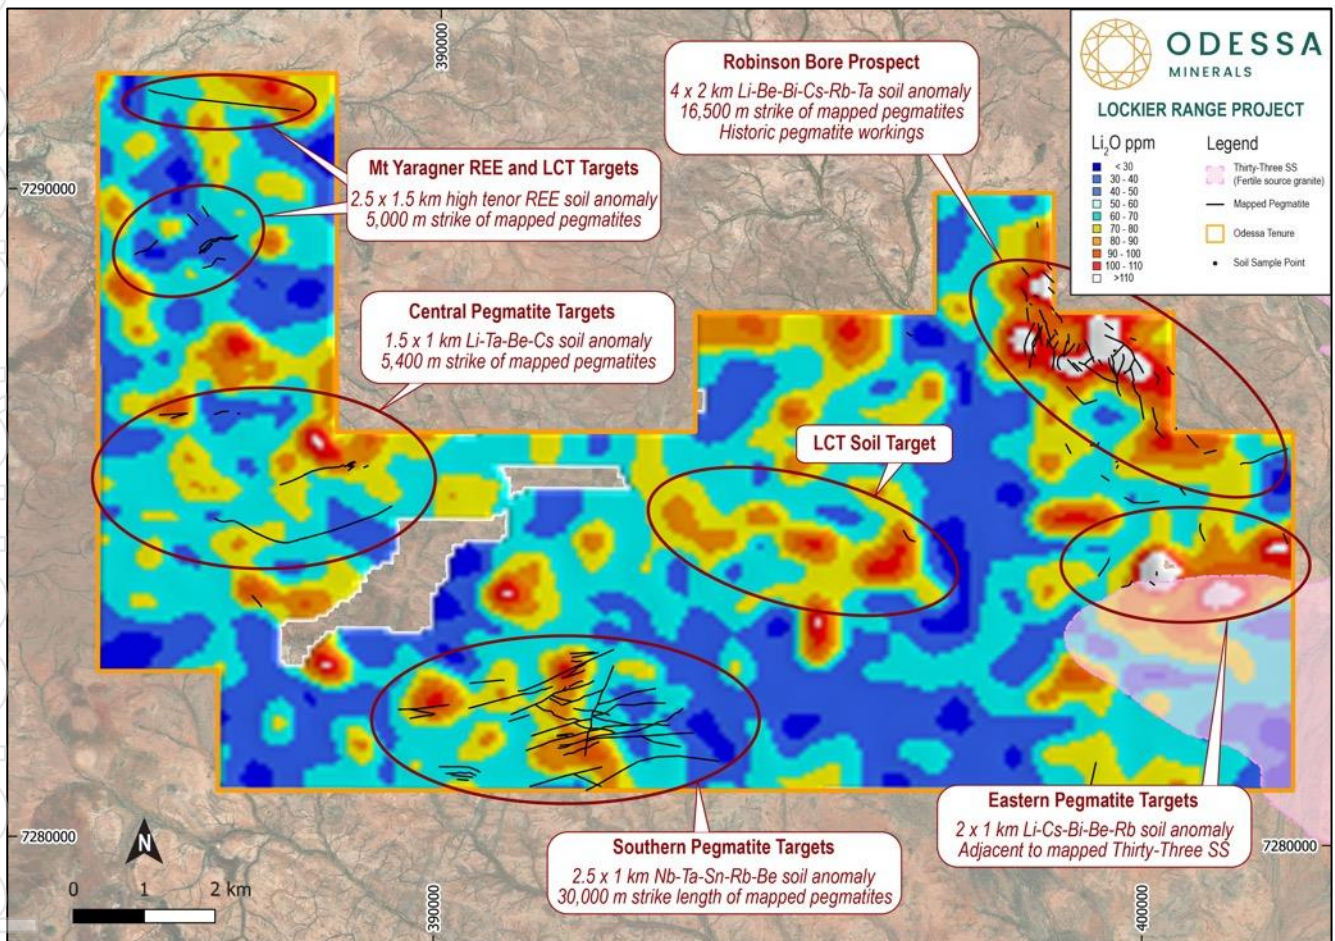 390000
ODESSA
MINERALS
LOCKIER RANGE PROJECT
Li2O ppm
< 30
30 - 40
40 - 50
50 - 60
60 - 70
70 - 80
80 - 90
90 - 100
100 - 110
>110
Legend
Thirty-Three SS
(Fertile source granite)
Mapped Pegmatite
Odessa Tenure
Soil Sample Point
Robinson Bore Prospect
4 x 2 km Li-Be-Bi-Cs-Rb-Ta soil anomaly
16,500 m strike of mapped pegmatites
Historic pegmatite workings
Mt Yaragner REE and LCT Targets
2.5 x 1.5 km high tenor REE soil anomaly
5,000 m strike of mapped pegmatites
7290000
Central Pegmatite Targets
1.5 x 1 km Li-Ta-Be-Cs soil anomaly
5,400 m strike of mapped pegmatites
LCT Soil Target
Eastern Pegmatite Targets
2 x 1 km Li-Cs-Bi-Be-Rb soil anomaly
Adjacent to mapped Thirty-Three SS
Southern Pegmatite Targets
2.5 x 1 km Nb-Ta-Sn-Rb-Be soil anomaly
30,000 m strike length of mapped pegmatites
7280000
7280000
N
0 1 2 km
390000
400000